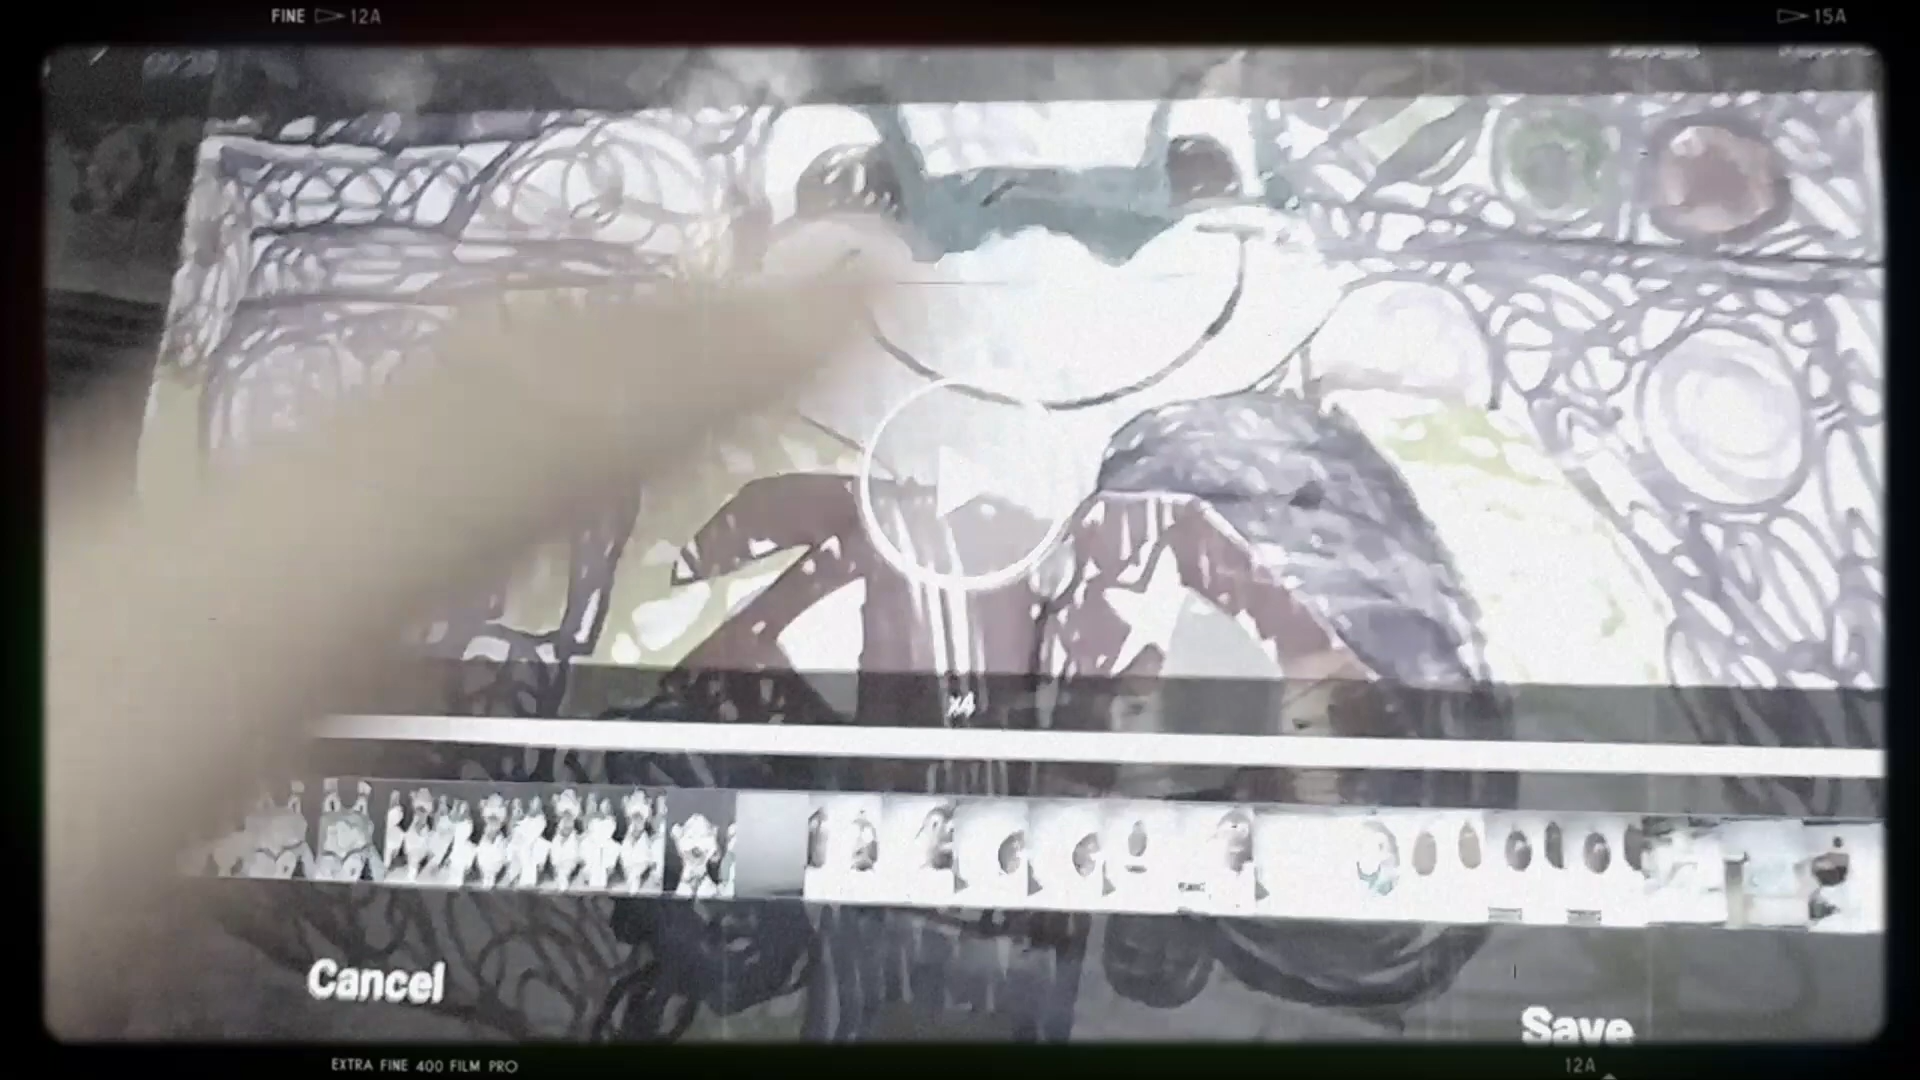 FINE 12A
15A
x4
Cancel
Save
EXTRA FINE 400 FILM PRO
12A